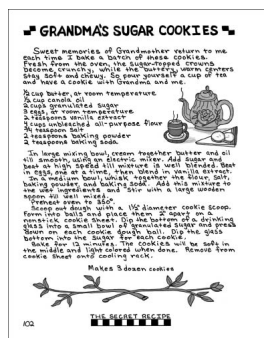 GRANDMA'S SUGAR COOKIES
Sweet memories of Grandmother return to me
each time I bake a batch of these cookies.
Fresh from the oven, the sugar-topped crowns
become crunchy, while the buttery, warm centers
stay soft and chewy. So pour yourself a cup of tea
and have a cookie with Grandma and me.
½ cup butter, at room temperature
½ cup canola oil
2 cups granulated sugar
2 eggs, at room temperature
2 teaspoons vanilla extract
4 cups unbleached all-purpose flour
¼ teaspoon salt
2 teaspoons baking powder
2 teaspoons baking soda.
In large mixing bowl, cream together butter and oil
till smooth, using an electric mixer. Add sugar and
beat at high speed till mixture is well blended. Beat
in eggs, one at a time, then blend in vanilla extract.
In a medium bowl, whisk together the flour, salt,
baking powder, and baking soda. Add this mixture to
the wet ingredients and stir with a large wooden
spoon till well mixed.
Preheat oven to 350°.
Scoop out dough with a 1½" diameter cookie scoop.
Form into balls and place them 2" apart on a
nonstick cookie sheet. Dip the bottom of a drinking
glass into a small bowl of granulated sugar and press
down on each cookie dough ball. Dip the glass
bottom into the sugar for each cookie.
Bake for 12 minutes. The cookies will be soft in
the middle and light colored when done. Remove from
cookie sheet onto cooling rack.
Makes 3 dozen cookies
THE SECRET RECIPE
102